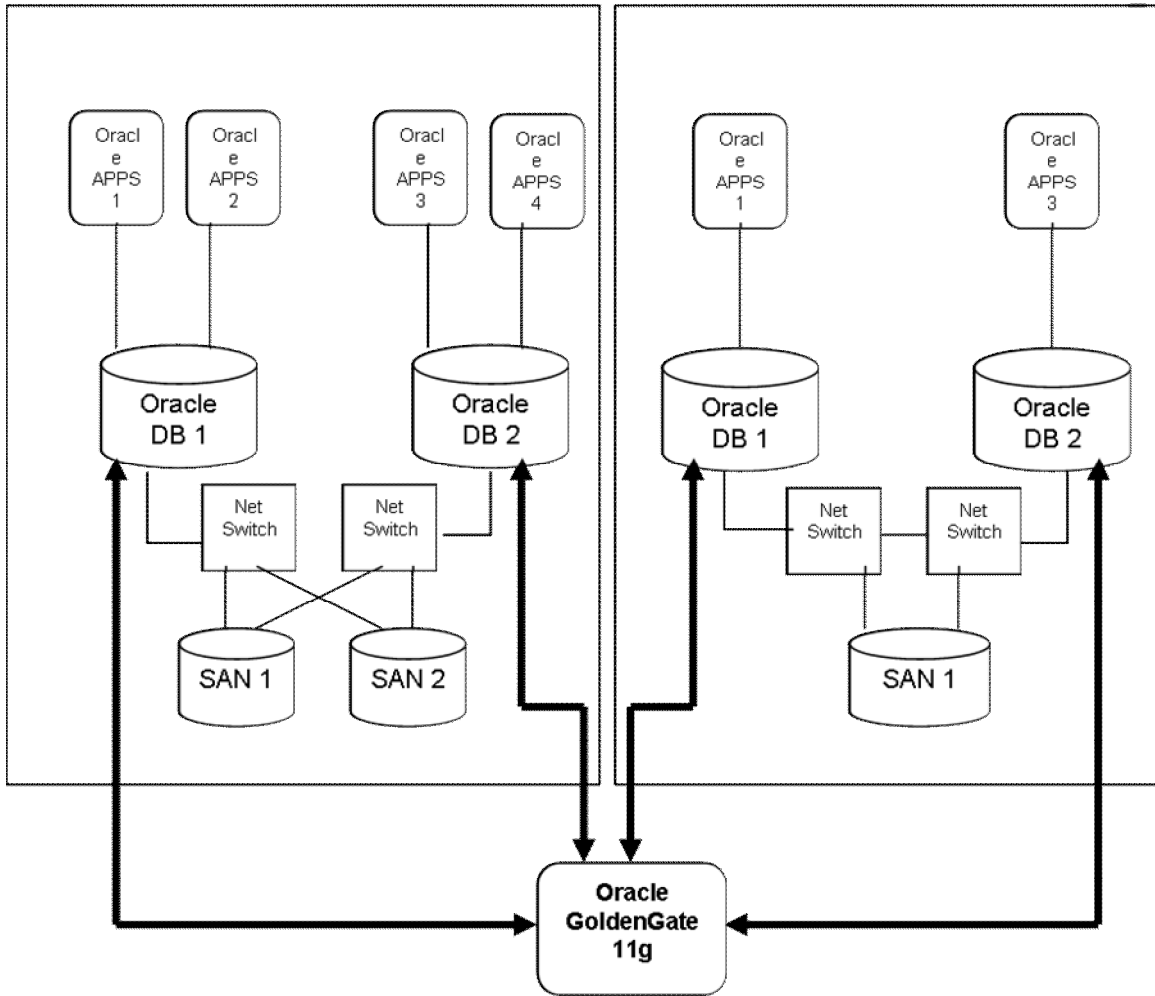 Oracl
e
APPS
1
Oracl
e
APPS
2
Oracl
e
APPS
3
Oracl
e
APPS
4
Oracl
e
APPS
1
Oracl
e
APPS
3
Oracle
DB 1
Oracle
DB 2
Oracle
DB 1
Oracle
DB 2
Net
Switch
Net
Switch
Net
Switch
Net
Switch
SAN 1
SAN 2
SAN 1
Oracle
GoldenGate
11g